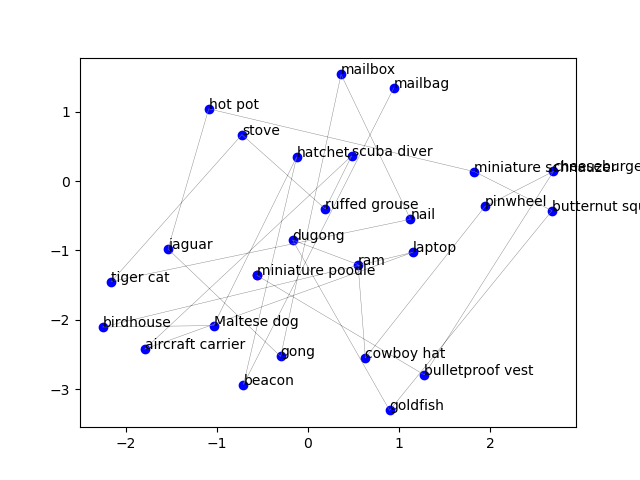 mailbox
mailbag
hot pot
1
stove
hatchet
scuba diver
miniature schnauzer
cheeseburge
0
pinwheel
ruffed grouse
butternut squ
nail
dugong
jaguar
laptop
−1
ram
miniature poodle
tiger cat
birdhouse
Maltese dog
−2
aircraft carrier
gong
cowboy hat
bulletproof vest
beacon
−3
goldfish
−2
−1
0
1
2